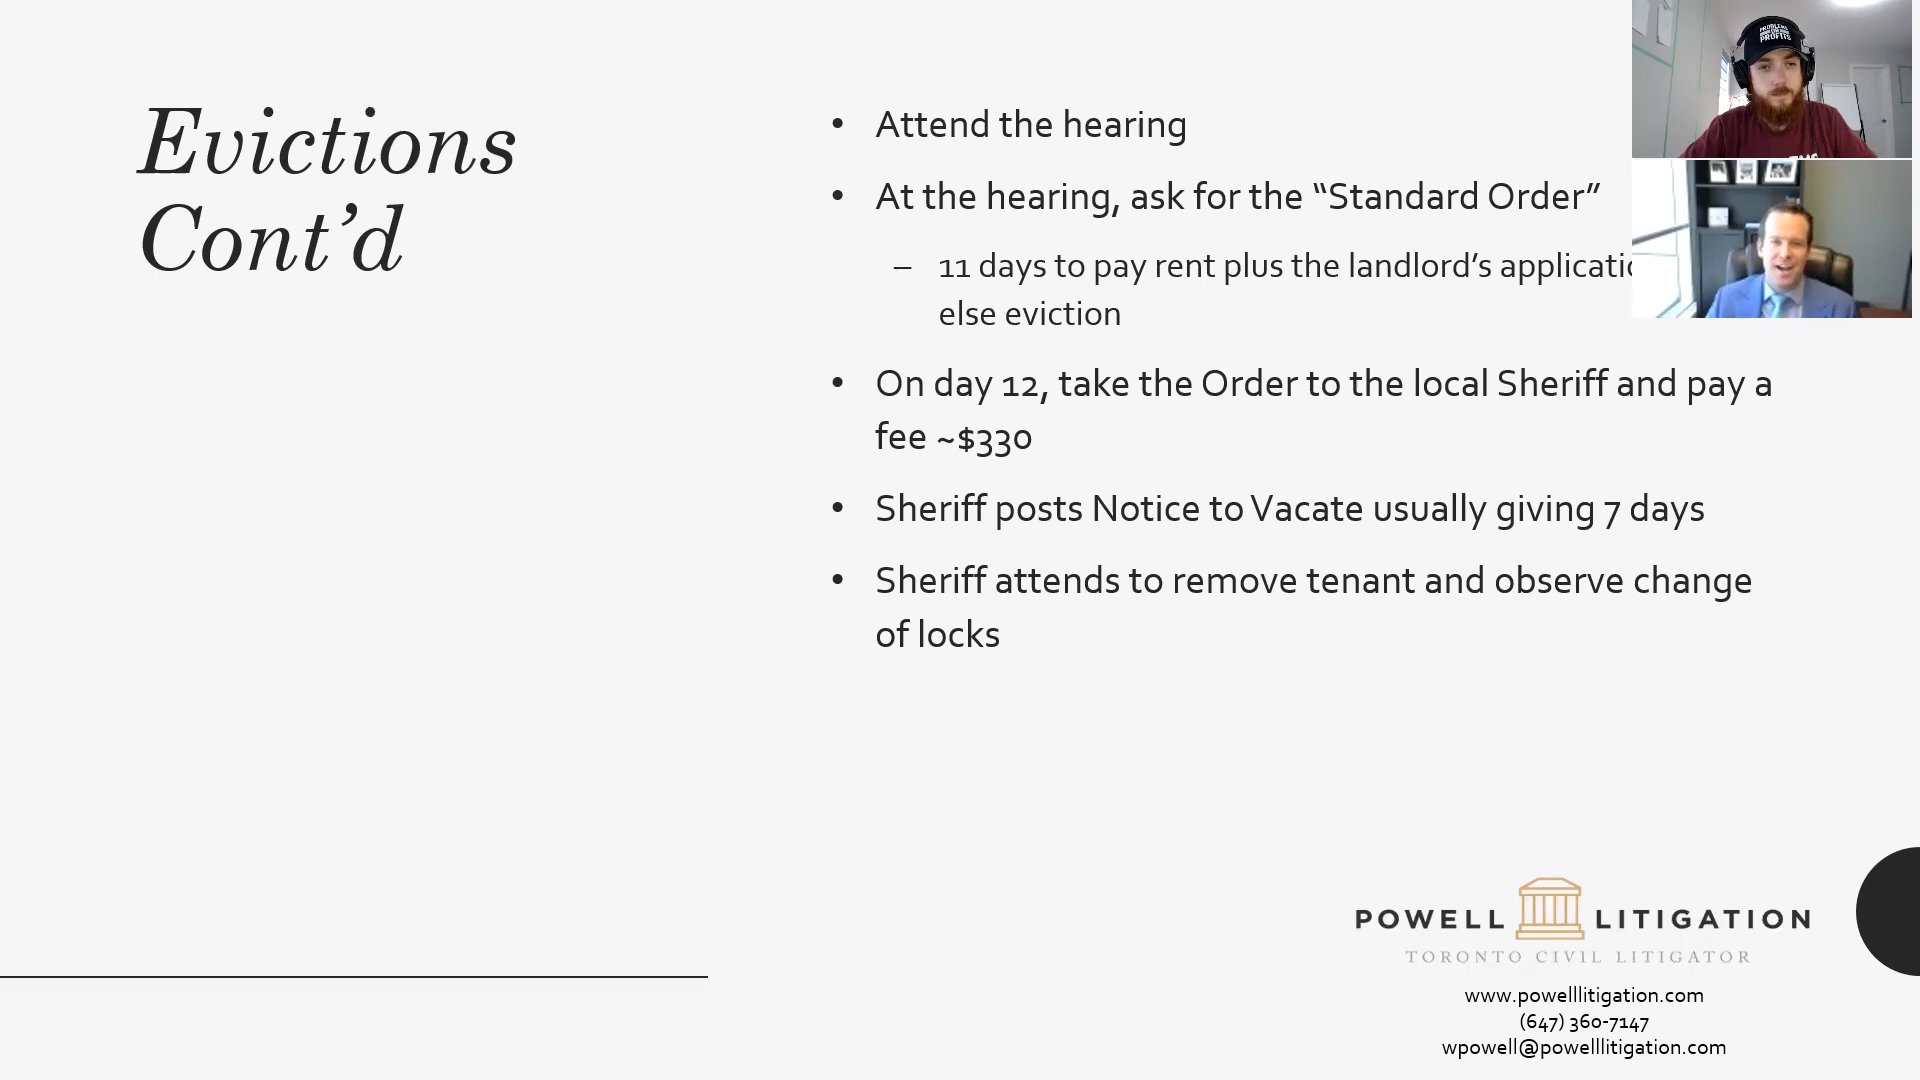 Evictions
Cont’d
• Attend the hearing
• At the hearing, ask for the “Standard Order”
– 11 days to pay rent plus the landlord’s
else eviction
• On day 12, take the Order to the local Sheriff and pay a
fee ~$330
• Sheriff posts Notice to Vacate usually giving 7 days
• Sheriff attends to remove tenant and observe change
of locks
PROFITS
POWELL LITIGATION
TORONTO CIVIL LITIGATOR
www.powelllitigation.com
(647) 360-7147
wpowell@powelllitigation.com